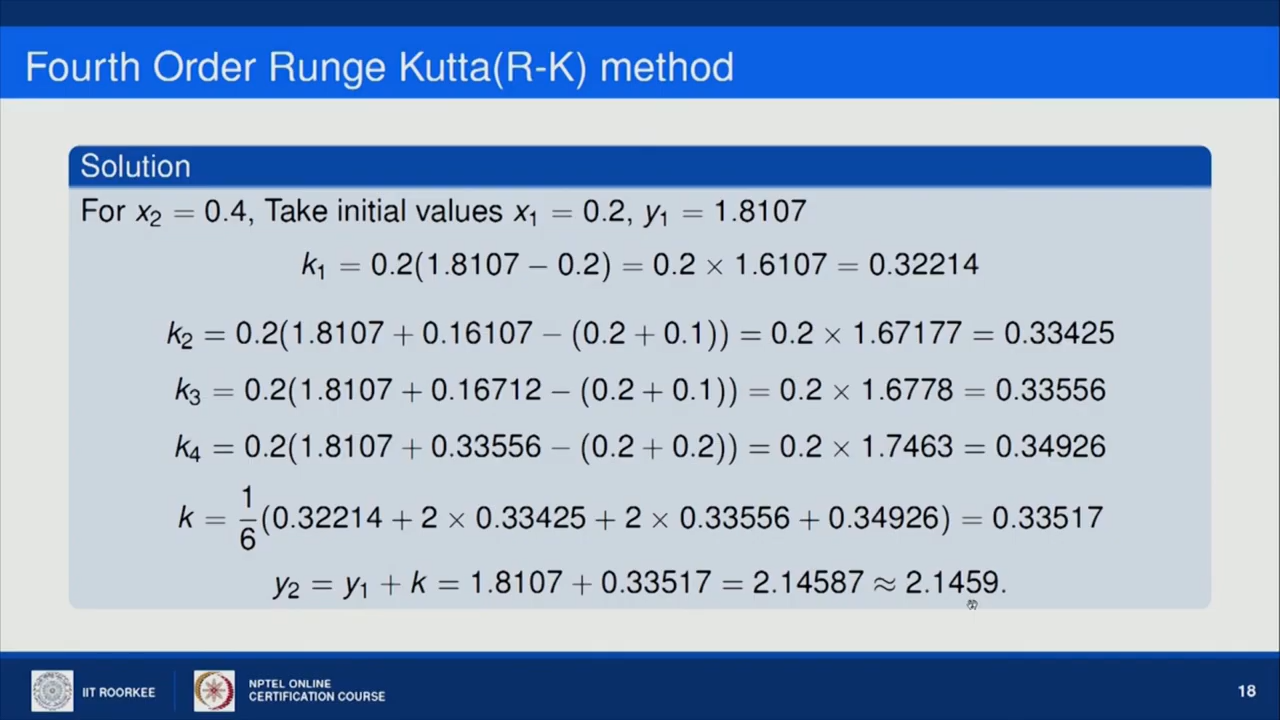 Fourth Order Runge Kutta(R-K) method
Solution
For x₂ = 0.4, Take initial values x₁ = 0.2, y₁ = 1.8107
k₁ = 0.2(1.8107 − 0.2) = 0.2 × 1.6107 = 0.32214
k₂ = 0.2(1.8107 + 0.16107 − (0.2 + 0.1)) = 0.2 × 1.67177 = 0.33425
k₃ = 0.2(1.8107 + 0.16712 − (0.2 + 0.1)) = 0.2 × 1.6778 = 0.33556
k₄ = 0.2(1.8107 + 0.33556 − (0.2 + 0.2)) = 0.2 × 1.7463 = 0.34926
k = 1/6(0.32214 + 2 × 0.33425 + 2 × 0.33556 + 0.34926) = 0.33517
y₂ = y₁ + k = 1.8107 + 0.33517 = 2.14587 ≈ 2.1459.
IIT ROORKEE
NPTEL ONLINE
CERTIFICATION COURSE
18